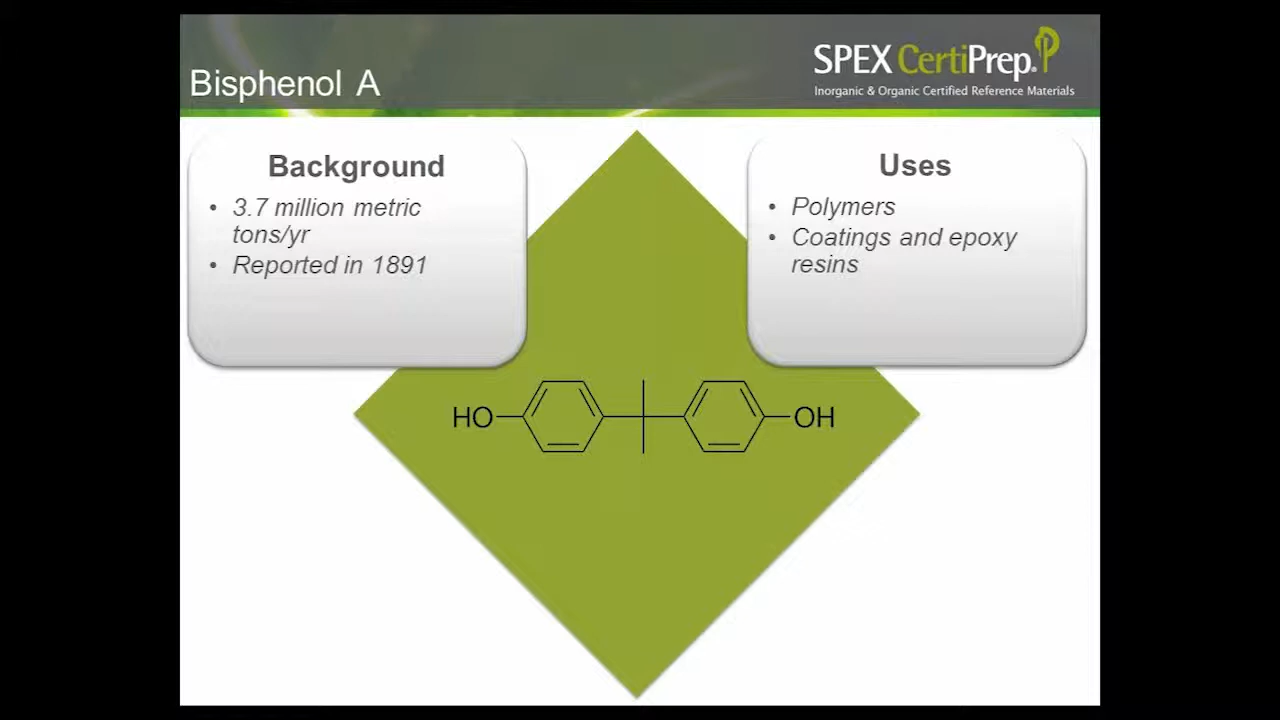 Bisphenol A
SPEX CertiPrep.
Inorganic & Organic Certified Reference Materials
Background
• 3.7 million metric
tons/yr
• Reported in 1891
Uses
• Polymers
• Coatings and epoxy
resins
HO
OH